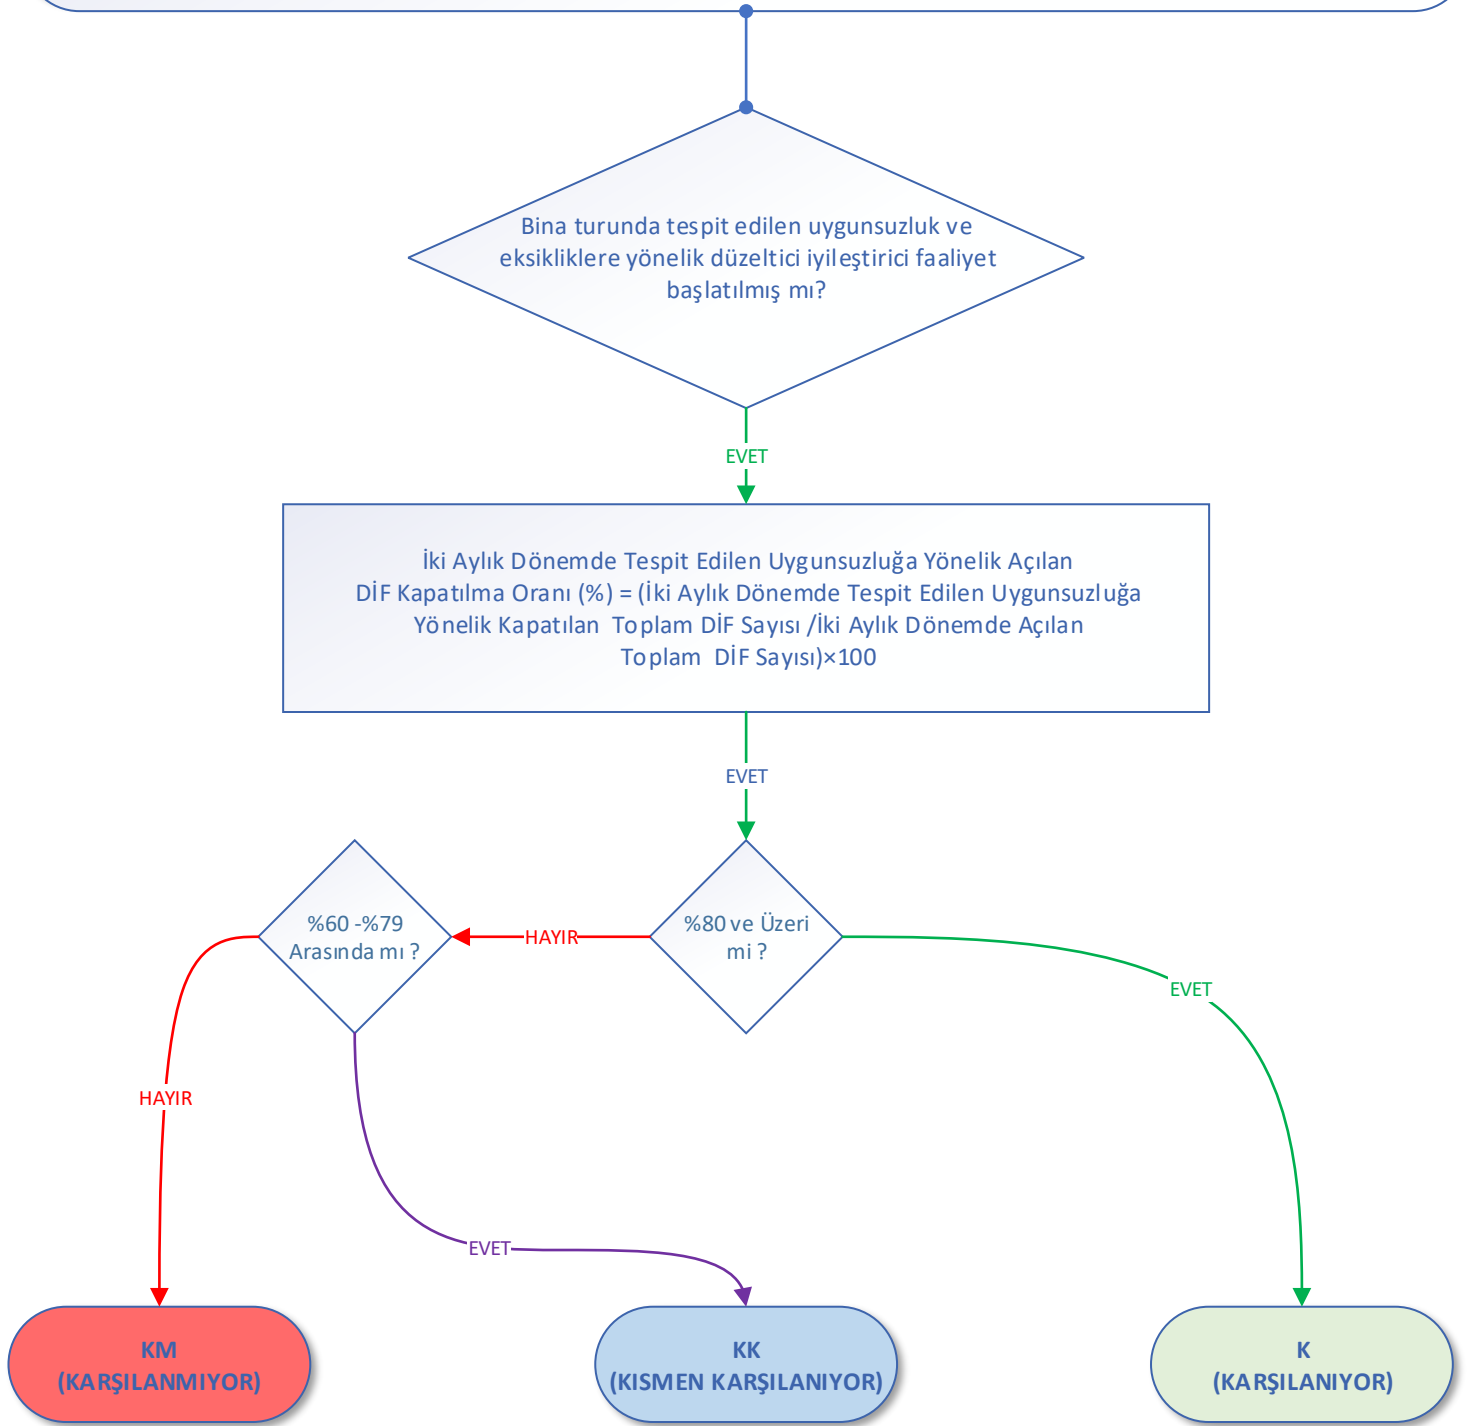 Bina turunda tespit edilen uygunsuzluk ve
eksikliklere yönelik düzeltici iyileştirici faaliyet
başlatılmış mı?
EVET
İki Aylık Dönemde Tespit Edilen Uygunsuzluğa Yönelik Açılan
DİF Kapatılma Oranı (%) = (İki Aylık Dönemde Tespit Edilen Uygunsuzluğa
Yönelik Kapatılan Toplam DİF Sayısı /İki Aylık Dönemde Açılan
Toplam DİF Sayısı)×100
EVET
%60 -%79
Arasında mı ?
HAYIR
%80 ve Üzeri
mi ?
EVET
HAYIR
EVET
KM
(KARŞILANMIYOR)
KK
(KISMEN KARŞILANIYOR)
K
(KARŞILANIYOR)